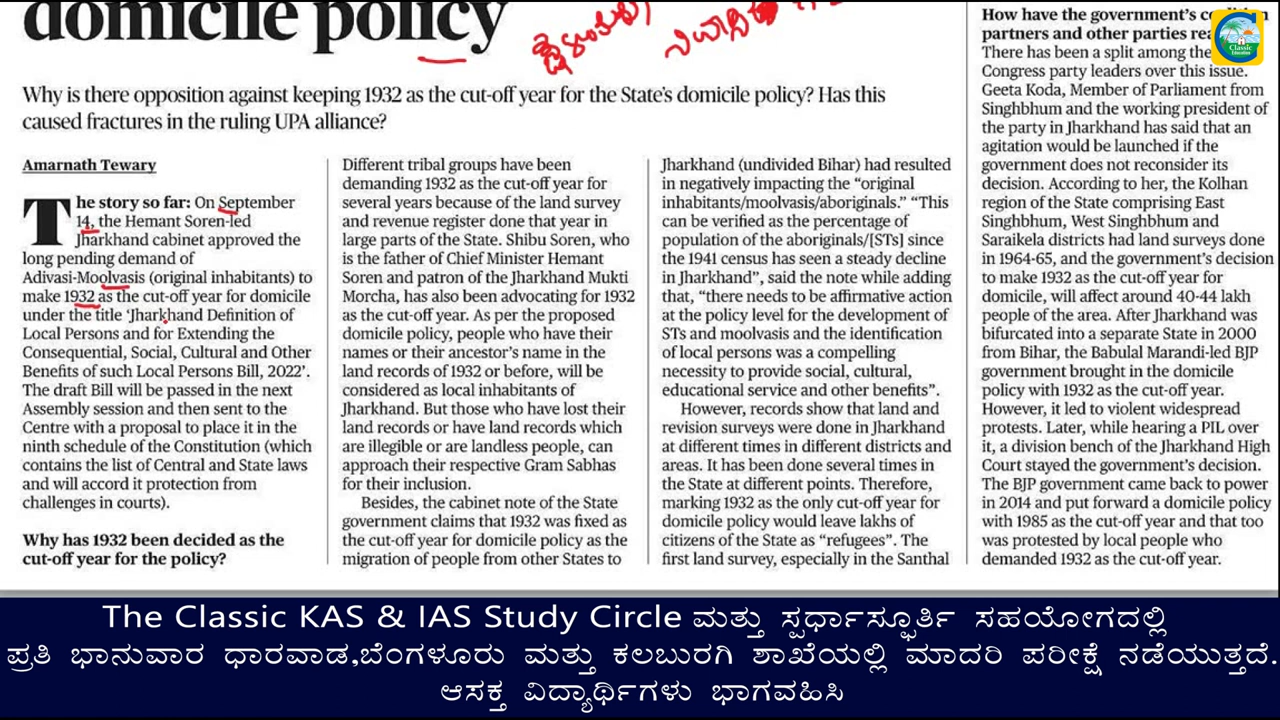 domicile policy
Why is there opposition against keeping 1932 as the cut-off year for the State's domicile policy? Has this
caused fractures in the ruling UPA alliance?
Amarnath Tewary
The story so far: On September
14, the Hemant Soren-led
Jharkhand cabinet approved the
long pending demand of
Adivasi-Moolvasis (original inhabitants) to
make 1932 as the cut-off year for domicile
under the title 'Jharkhand Definition of
Local Persons and for Extending the
Consequential, Social, Cultural and Other
Benefits of such Local Persons Bill, 2022'.
The draft Bill will be passed in the next
Assembly session and then sent to the
Centre with a proposal to place it in the
ninth schedule of the Constitution (which
contains the list of Central and State laws
and will accord it protection from
challenges in courts).
Why has 1932 been decided as the
cut-off year for the policy?
Different tribal groups have been
demanding 1932 as the cut-off year for
several years because of the land survey
and revenue register done that year in
large parts of the State. Shibu Soren, who
is the father of Chief Minister Hemant
Soren and patron of the Jharkhand Mukti
Morcha, has also been advocating for 1932
as the cut-off year. As per the proposed
domicile policy, people who have their
names or their ancestor's name in the
land records of 1932 or before, will be
considered as local inhabitants of
Jharkhand. But those who have lost their
land records or have land records which
are illegible or are landless people, can
approach their respective Gram Sabhas
for their inclusion.
Besides, the cabinet note of the State
government claims that 1932 was fixed as
the cut-off year for domicile policy as the
migration of people from other States to
Jharkhand (undivided Bihar) had resulted
in negatively impacting the "original
inhabitants/moolvasis/aboriginals." "This
can be verified as the percentage of
population of the aboriginals/[STs] since
the 1941 census has seen a steady decline
in Jharkhand", said the note while adding
that, "there needs to be affirmative action
at the policy level for the development of
STs and moolvasis and the identification
of local persons was a compelling
necessity to provide social, cultural,
educational service and other benefits".
However, records show that land and
revision surveys were done in Jharkhand
at different times in different districts and
areas. It has been done several times in
the State at different points. Therefore,
marking 1932 as the only cut-off year for
domicile policy would leave lakhs of
citizens of the State as "refugees". The
first land survey, especially in the Santhal
How have the government's
partners and other parties
There has been a split among the
Congress party leaders over this issue.
Geeta Koda, Member of Parliament from
Singhbhum and the working president of
the party in Jharkhand has said that an
agitation would be launched if the
government does not reconsider its
decision. According to her, the Kolhan
region of the State comprising East
Singhbhum, West Singhbhum and
Saraikela districts had land surveys done
in 1964-65, and the government's decision
to make 1932 as the cut-off year for
domicile, will affect around 40-44 lakh
people of the area. After Jharkhand was
bifurcated into a separate State in 2000
from Bihar, the Babulal Marandi-led BJP
government brought in the domicile
policy with 1932 as the cut-off year.
However, it led to violent widespread
protests. Later, while hearing a PIL over
it, a division bench of the Jharkhand High
Court stayed the government's decision.
The BJP government came back to power
in 2014 and put forward a domicile policy
with 1985 as the cut-off year and that too
was protested by local people who
demanded 1932 as the cut-off year.
Classic
Education
The Classic KAS & IAS Study Circle ಮತ್ತು ಸ್ಪರ್ಧಾಸ್ಫೂರ್ತಿ ಸಹಯೋಗದಲ್ಲಿ
ಪ್ರತಿ ಭಾನುವಾರ ಧಾರವಾಡ,ಬೆಂಗಳೂರು ಮತ್ತು ಕಲಬುರಗಿ ಶಾಖೆಯಲ್ಲಿ ಮಾದರಿ ಪರೀಕ್ಷೆ ನಡೆಯುತ್ತದೆ.
ಆಸಕ್ತ ವಿದ್ಯಾರ್ಥಿಗಳು ಭಾಗವಹಿಸಿ